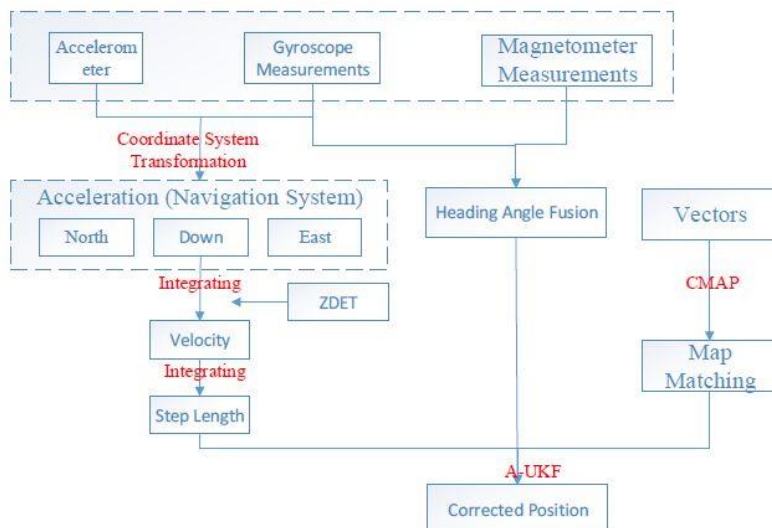 Accelerom
eter
Gyroscope
Measurements
Magnetometer
Measurements
Coordinate System
Transformation
Acceleration (Navigation System)
North
Down
East
Heading Angle Fusion
Vectors
Integrating
ZDET
CMAP
Velocity
Map
Matching
Integrating
Step Length
A-UKF
Corrected Position